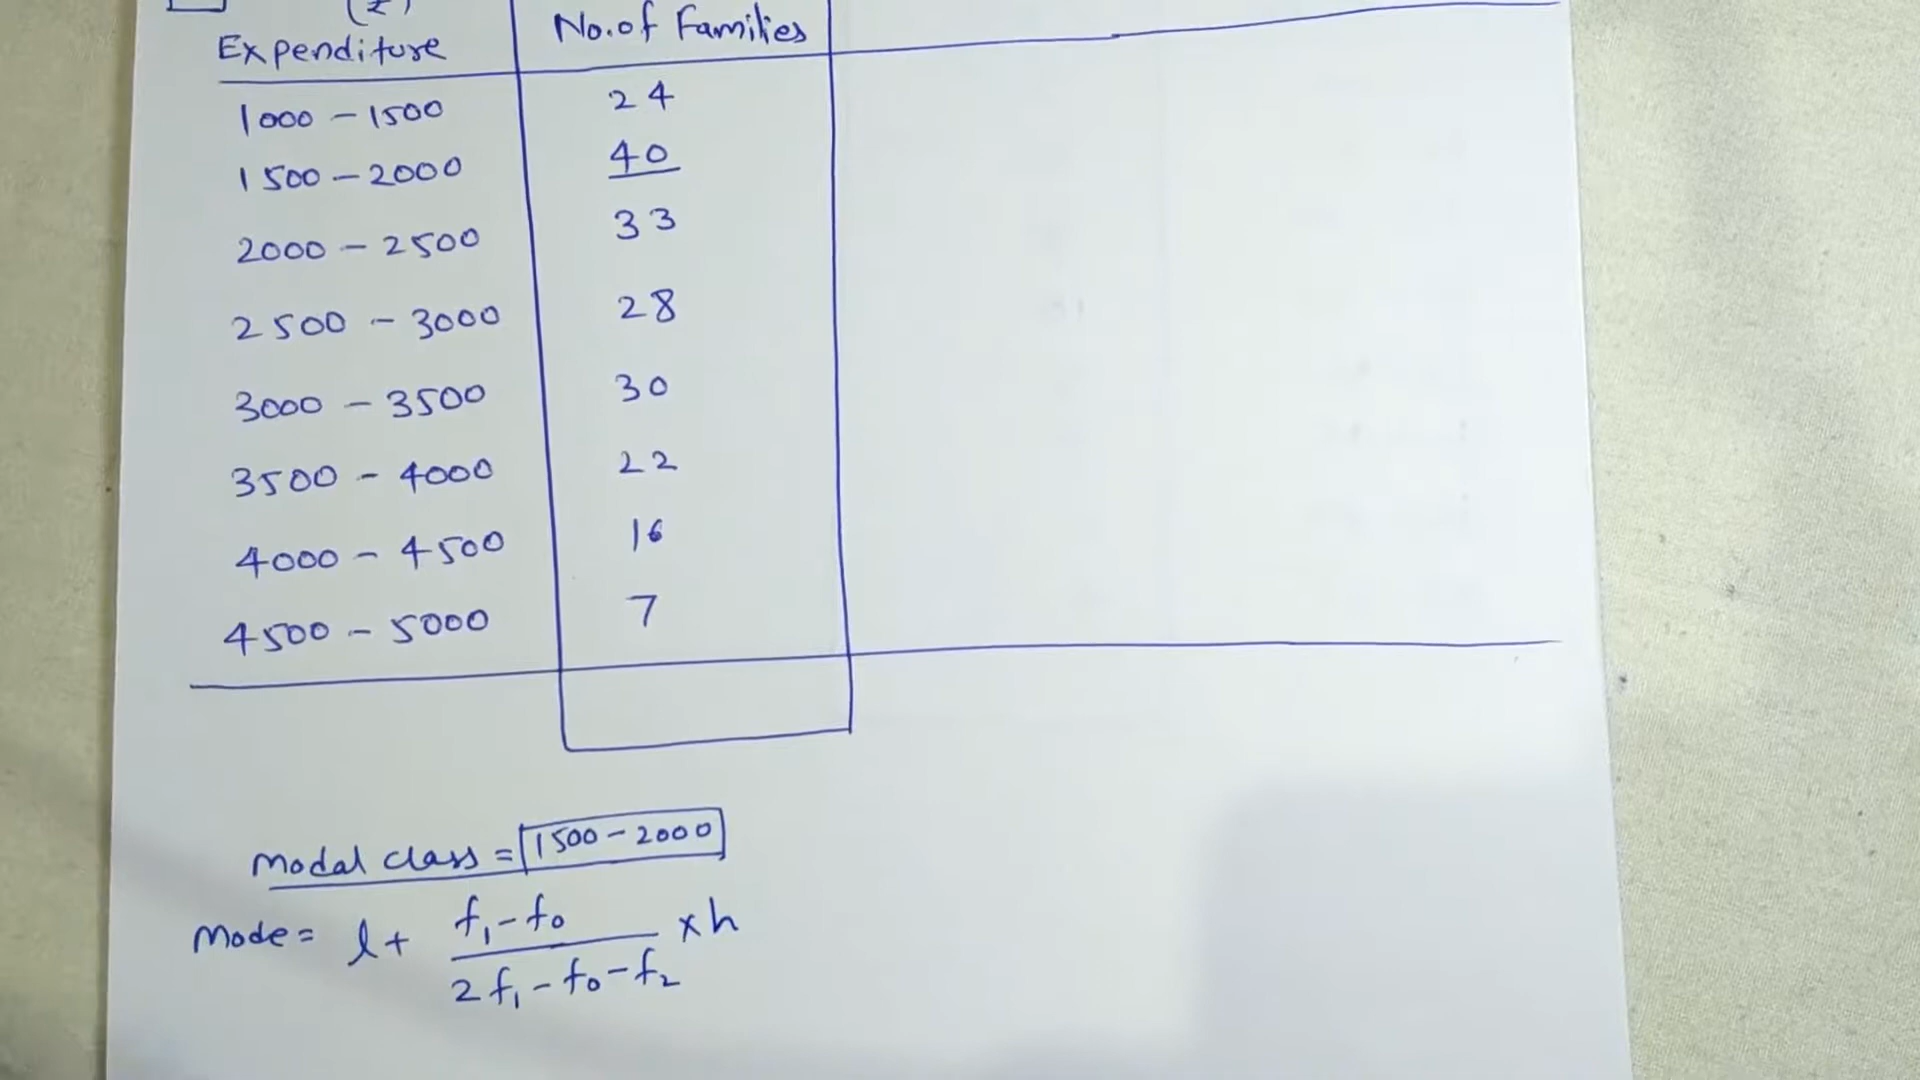 (₹)
Expenditure No. of Families
1000 - 1500 24
1500 - 2000 40
2000 - 2500 33
2500 - 3000 28
3000 - 3500 30
3500 - 4000 22
4000 - 4500 16
4500 - 5000 7
Modal class = 1500 - 2000
Mode = l + (f₁ - f₀) / (2f₁ - f₀ - f₂) × h